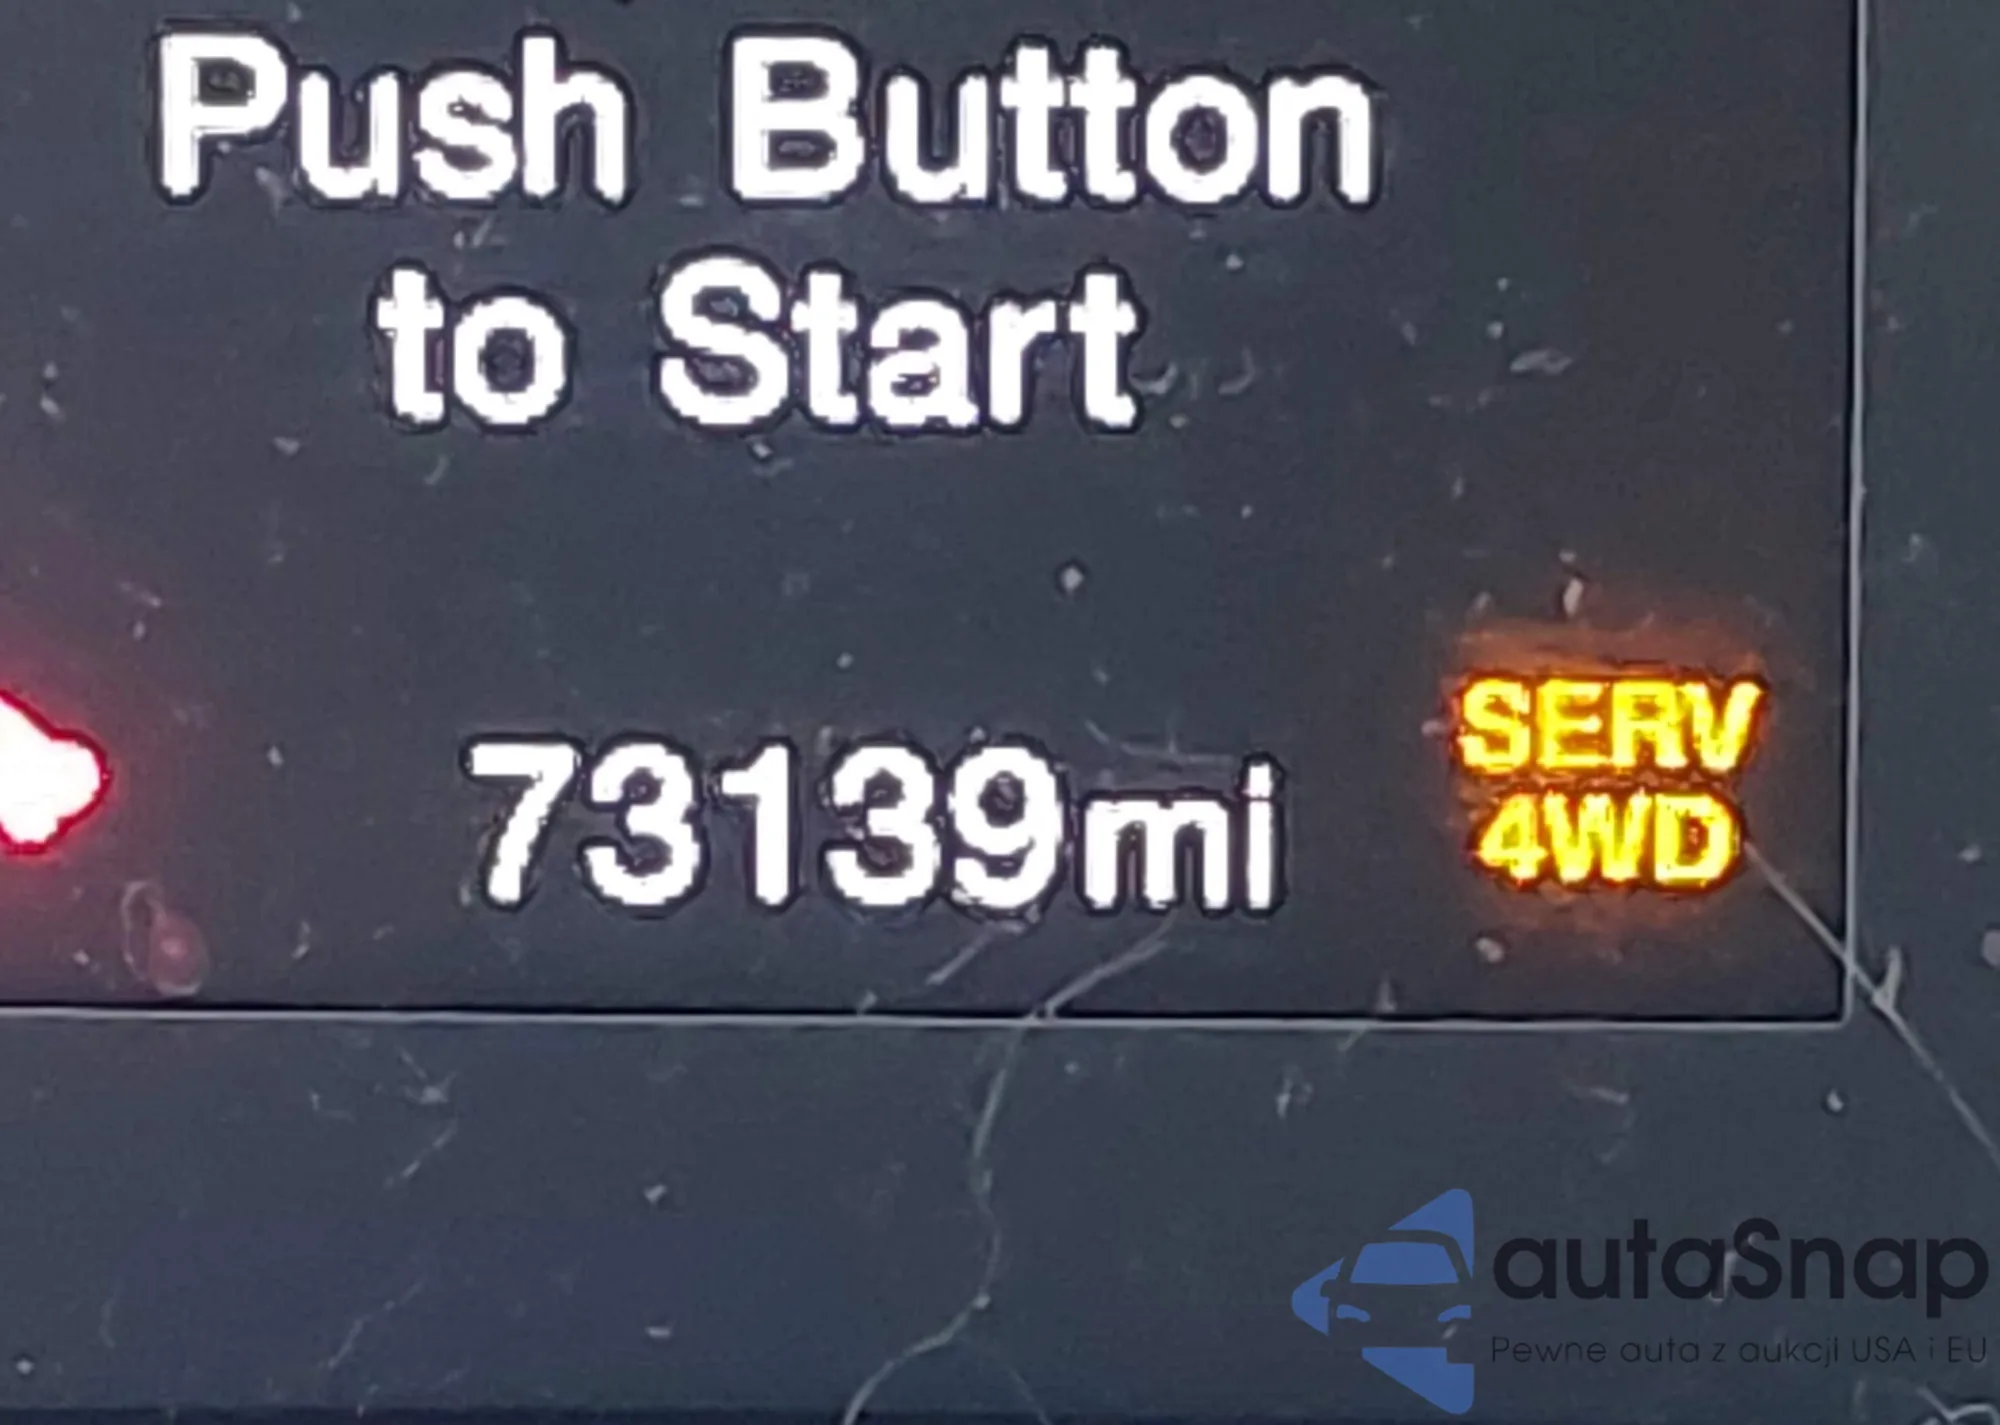 Push Button
to Start
73139mi
SERV
4WD
autaSnap
Pewne auta z aukcji USA i EU